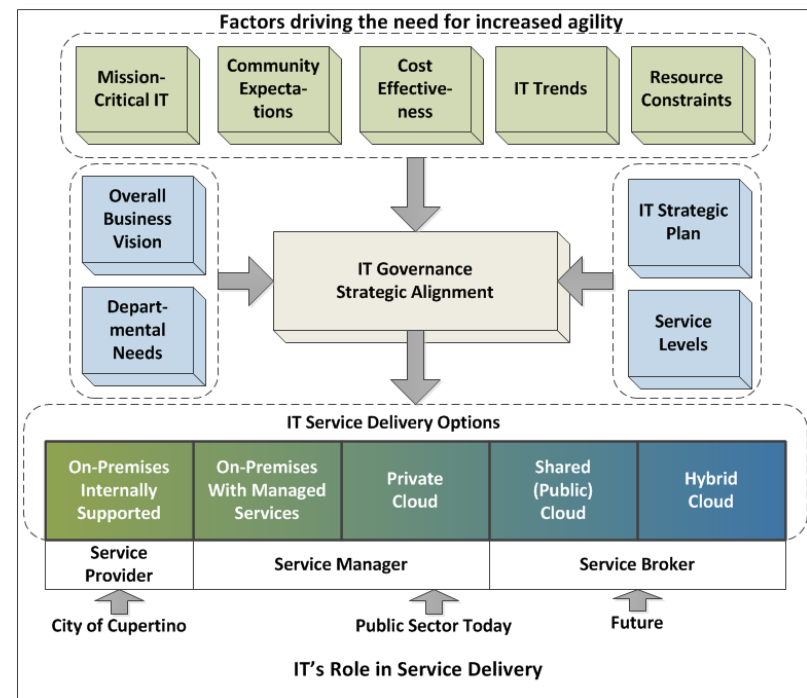 Factors driving the need for increased agility
Mission-
Critical IT
Community
Expecta-
tions
Cost
Effective-
ness
IT Trends
Resource
Constraints
Overall
Business
Vision
Depart-
mental
Needs
IT Governance
Strategic Alignment
IT Strategic
Plan
Service
Levels
IT Service Delivery Options
On-Premises
Internally
Supported
On-Premises
With Managed
Services
Private
Cloud
Shared
(Public)
Cloud
Hybrid
Cloud
Service
Provider
Service Manager
Service Broker
City of Cupertino
Public Sector Today
Future
IT's Role in Service Delivery